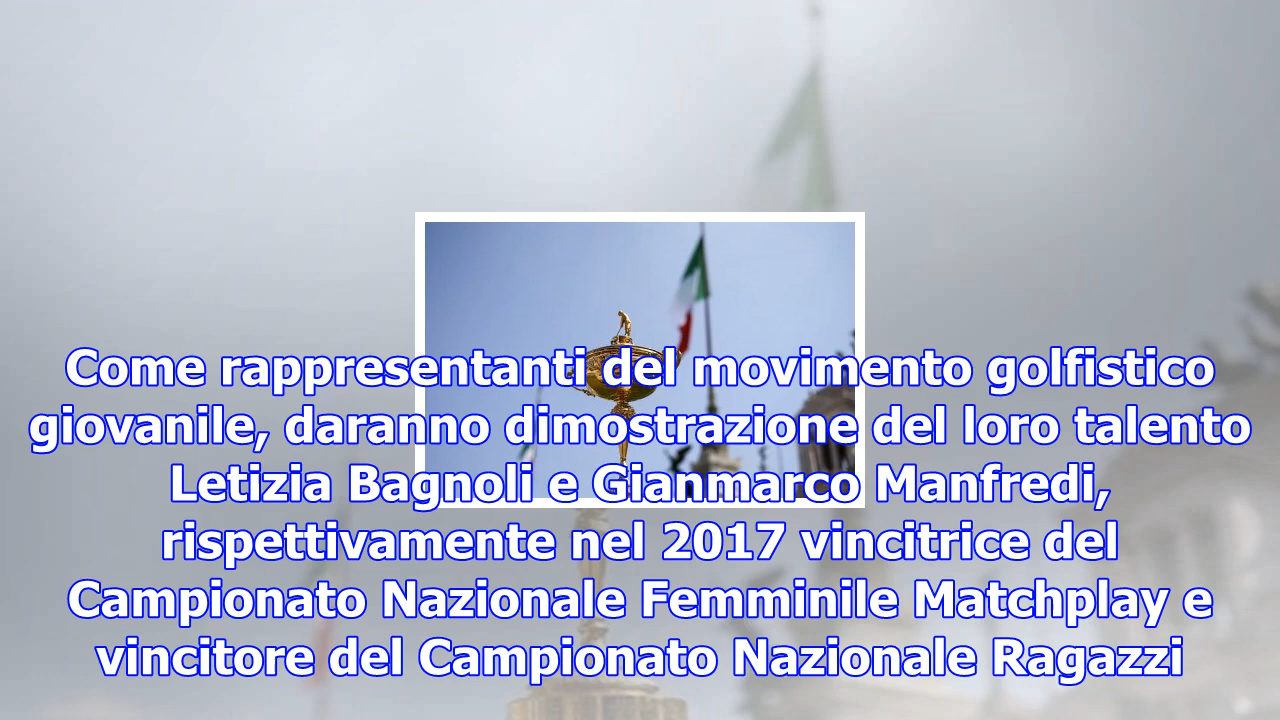 Come rappresentanti del movimento golfistico
giovanile, daranno dimostrazione del loro talento
Letizia Bagnoli e Gianmarco Manfredi,
rispettivamente nel 2017 vincitrice del
Campionato Nazionale Femminile Matchplay e
vincitore del Campionato Nazionale Ragazzi